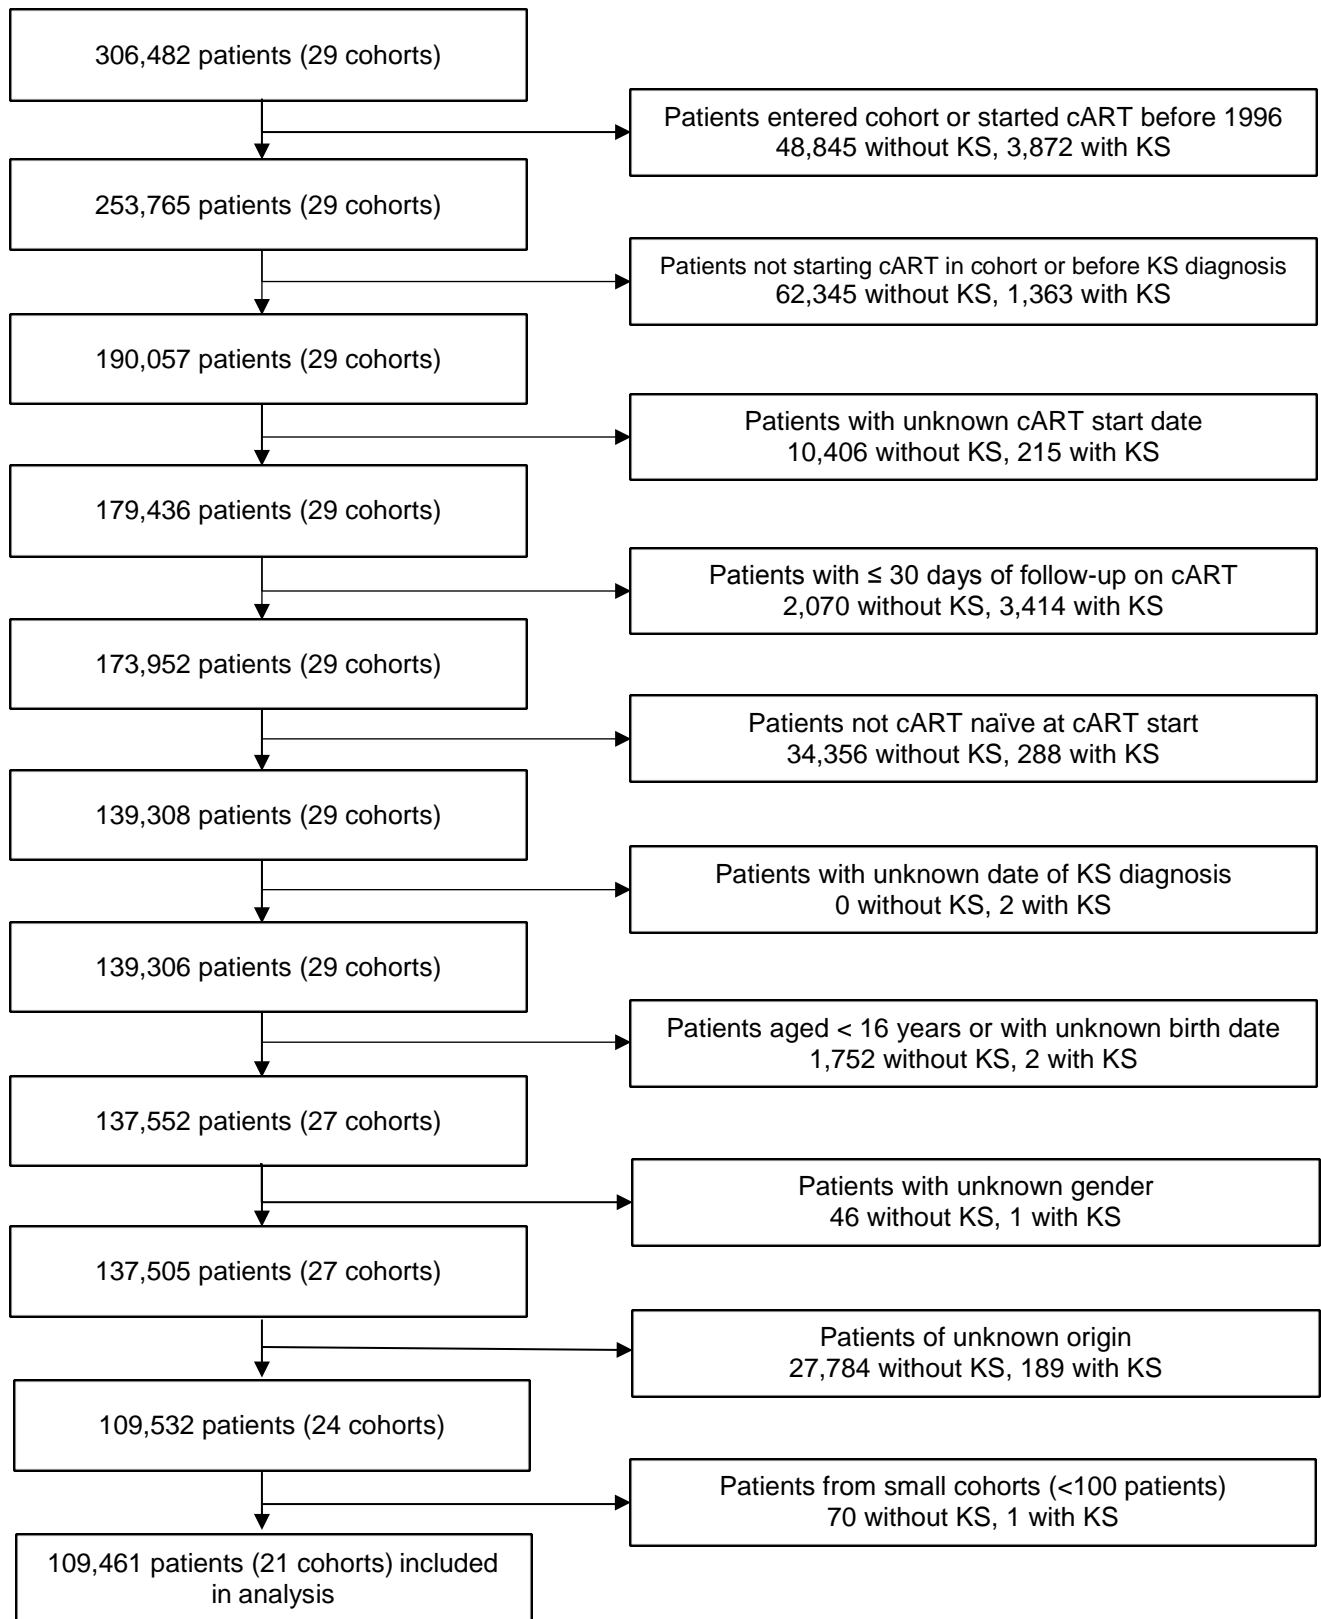 306,482 patients (29 cohorts)
Patients entered cohort or started cART before 1996
48,845 without KS, 3,872 with KS
253,765 patients (29 cohorts)
Patients not starting cART in cohort or before KS diagnosis
62,345 without KS, 1,363 with KS
190,057 patients (29 cohorts)
Patients with unknown cART start date
10,406 without KS, 215 with KS
179,436 patients (29 cohorts)
Patients with ≤ 30 days of follow-up on cART
2,070 without KS, 3,414 with KS
173,952 patients (29 cohorts)
Patients not cART naïve at cART start
34,356 without KS, 288 with KS
139,308 patients (29 cohorts)
Patients with unknown date of KS diagnosis
0 without KS, 2 with KS
139,306 patients (29 cohorts)
Patients aged < 16 years or with unknown birth date
1,752 without KS, 2 with KS
137,552 patients (27 cohorts)
Patients with unknown gender
46 without KS, 1 with KS
137,505 patients (27 cohorts)
Patients of unknown origin
27,784 without KS, 189 with KS
109,532 patients (24 cohorts)
Patients from small cohorts (<100 patients)
70 without KS, 1 with KS
109,461 patients (21 cohorts) included
in analysis